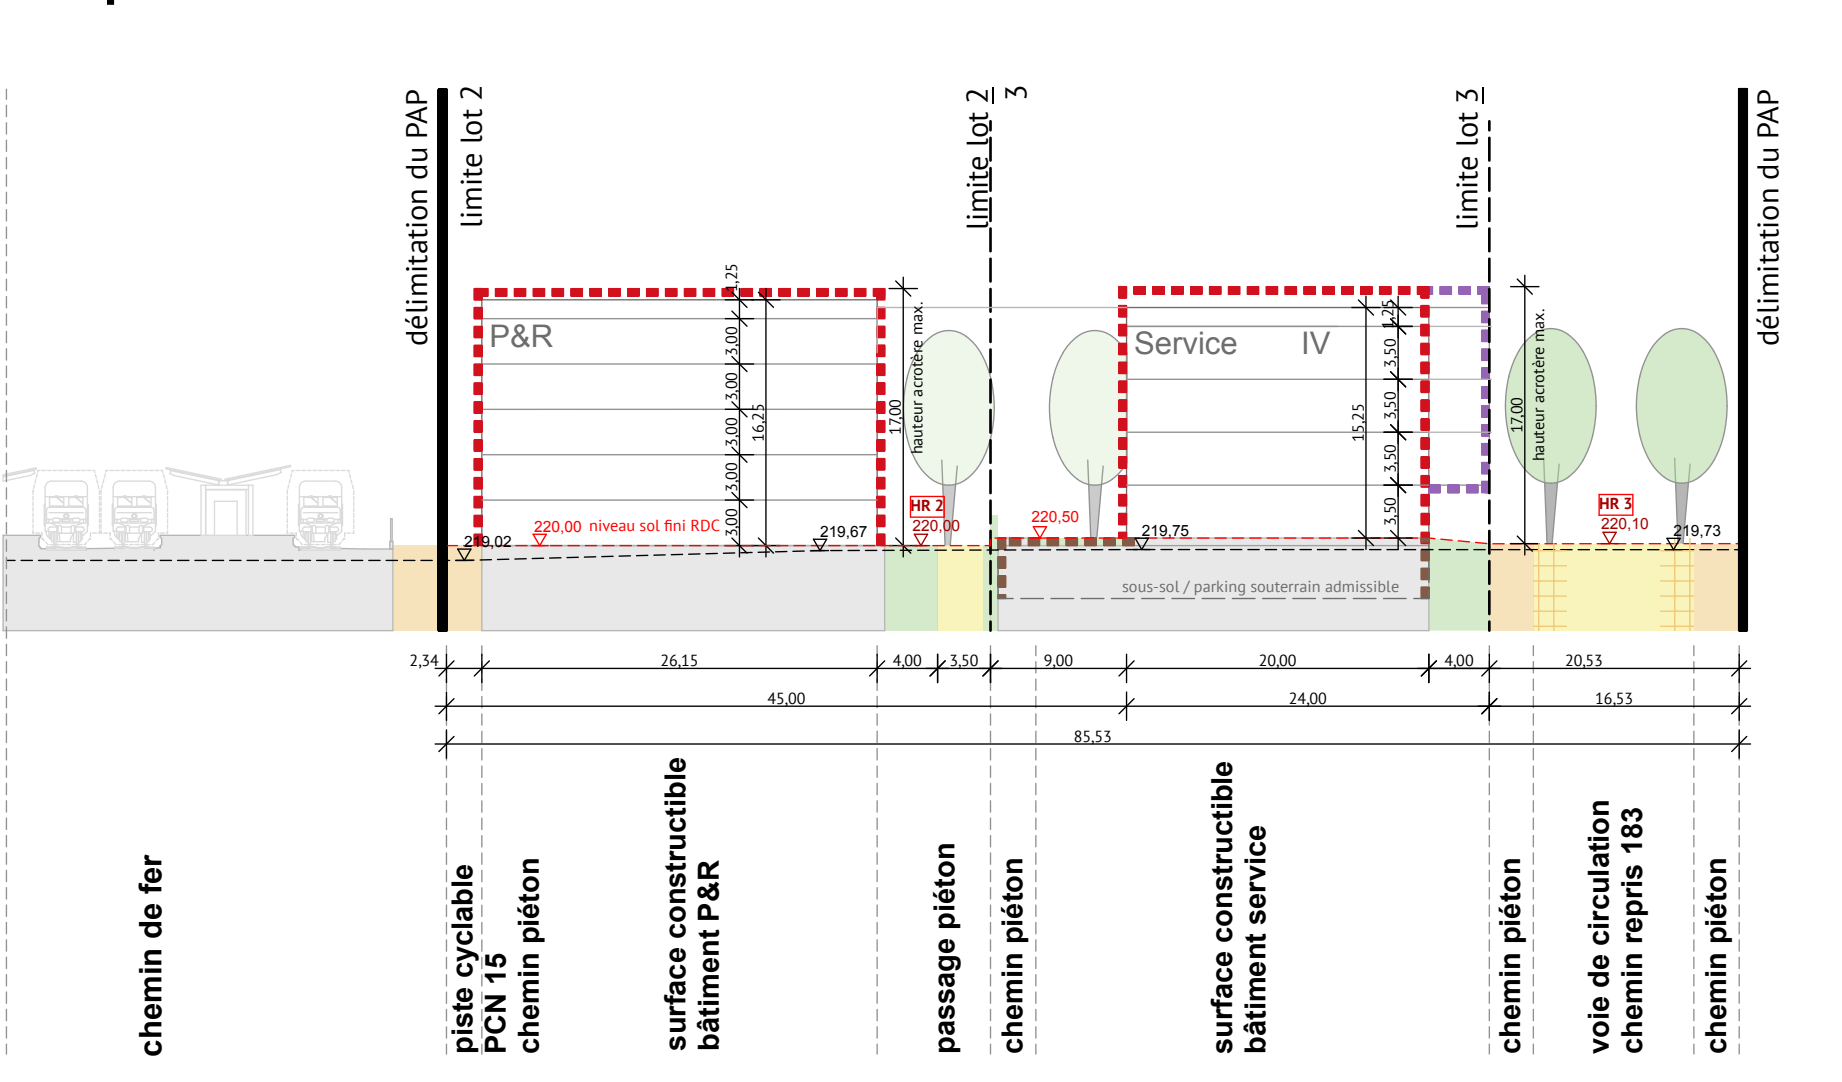 délimitation du PAP
limite lot 2
limite lot 2
3
limite lot 3
délimitation du PAP
P&R
1,25
3,00
3,00
3,00
3,00
3,00
16,25
17,00
hauteur acrotère max.
Service IV
1,25
3,50
3,50
3,50
3,50
15,25
17,00
hauteur acrotère max.
219,02
220,00 niveau sol fini RDC
219,67
HR 2
220,00
220,50
219,75
HR 3
220,10
219,73
sous-sol / parking souterrain admissible
2,34
26,15
4,00
3,50
9,00
20,00
4,00
20,53
45,00
24,00
16,53
85,53
chemin de fer
piste cyclable
PCN 15
chemin piéton
surface constructible
bâtiment P&R
passage piéton
chemin piéton
surface constructible
bâtiment service
chemin piéton
voie de circulation
chemin repris 183
chemin piéton